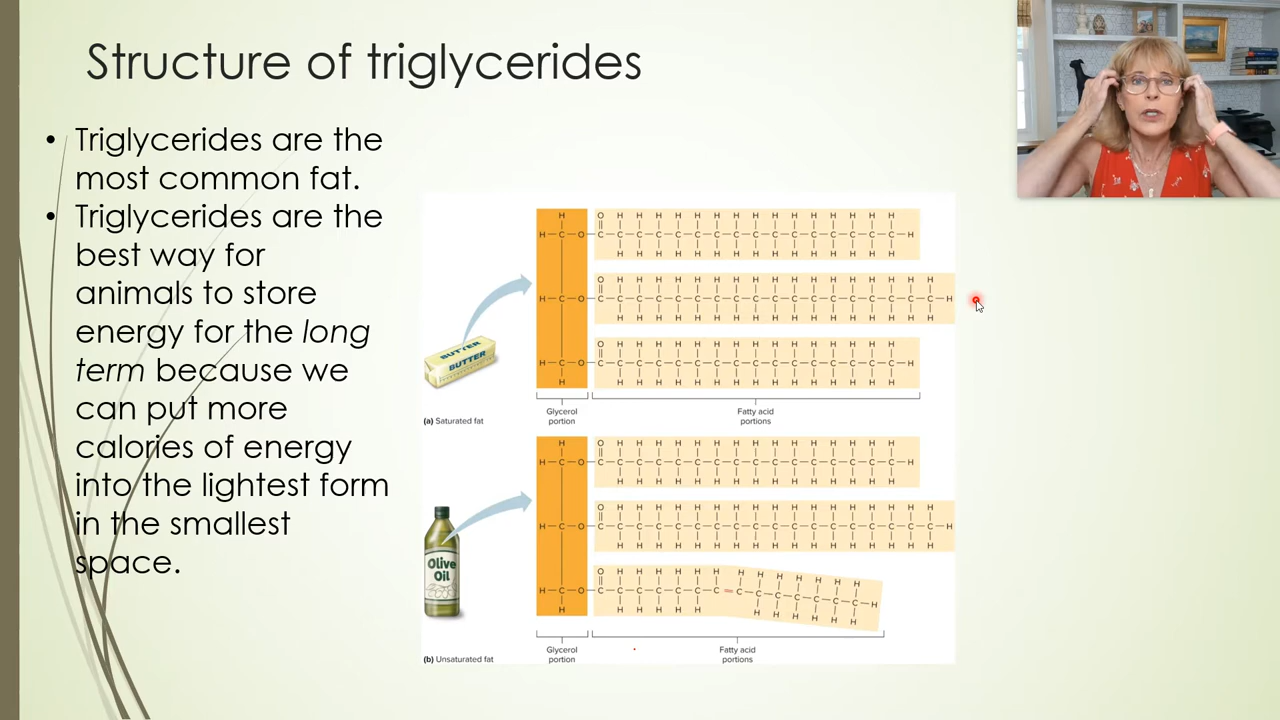 Structure of triglycerides
• Triglycerides are the
most common fat.
• Triglycerides are the
best way for
animals to store
energy for the long
term because we
can put more
calories of energy
into the lightest form
in the smallest
space.
H O H H H H H H H H H H H H H H H
H—C—O—C—C—C—C—C—C—C—C—C—C—C—C—C—C—C—C—H
H H H H H H H H H H H H H H H
O H H H H H H H H H H H H H H H H H
H—C—O—C—C—C—C—C—C—C—C—C—C—C—C—C—C—C—C—C—C—H
H H H H H H H H H H H H H H H H H
O H H H H H H H H H H H H H H H
H—C—O—C—C—C—C—C—C—C—C—C—C—C—C—C—C—C—C—H
H H H H H H H H H H H H H H H H
BUTTER
BUTTER
Glycerol
portion
Fatty acid
portions
(a) Saturated fat
H O H H H H H H H H H H H H H H H
H—C—O—C—C—C—C—C—C—C—C—C—C—C—C—C—C—C—C—H
H H H H H H H H H H H H H H H
O H H H H H H H H H H H H H H H H H
H—C—O—C—C—C—C—C—C—C—C—C—C—C—C—C—C—C—C—C—C—H
H H H H H H H H H H H H H H H H H
O H H H H H H H H H H H H H
H—C—O—C—C—C—C—C—C—C=C—C—C—C—C—C—C—H
H H H H H H H H H H H H
Olive
Oil
Glycerol
portion
Fatty acid
portions
(b) Unsaturated fat